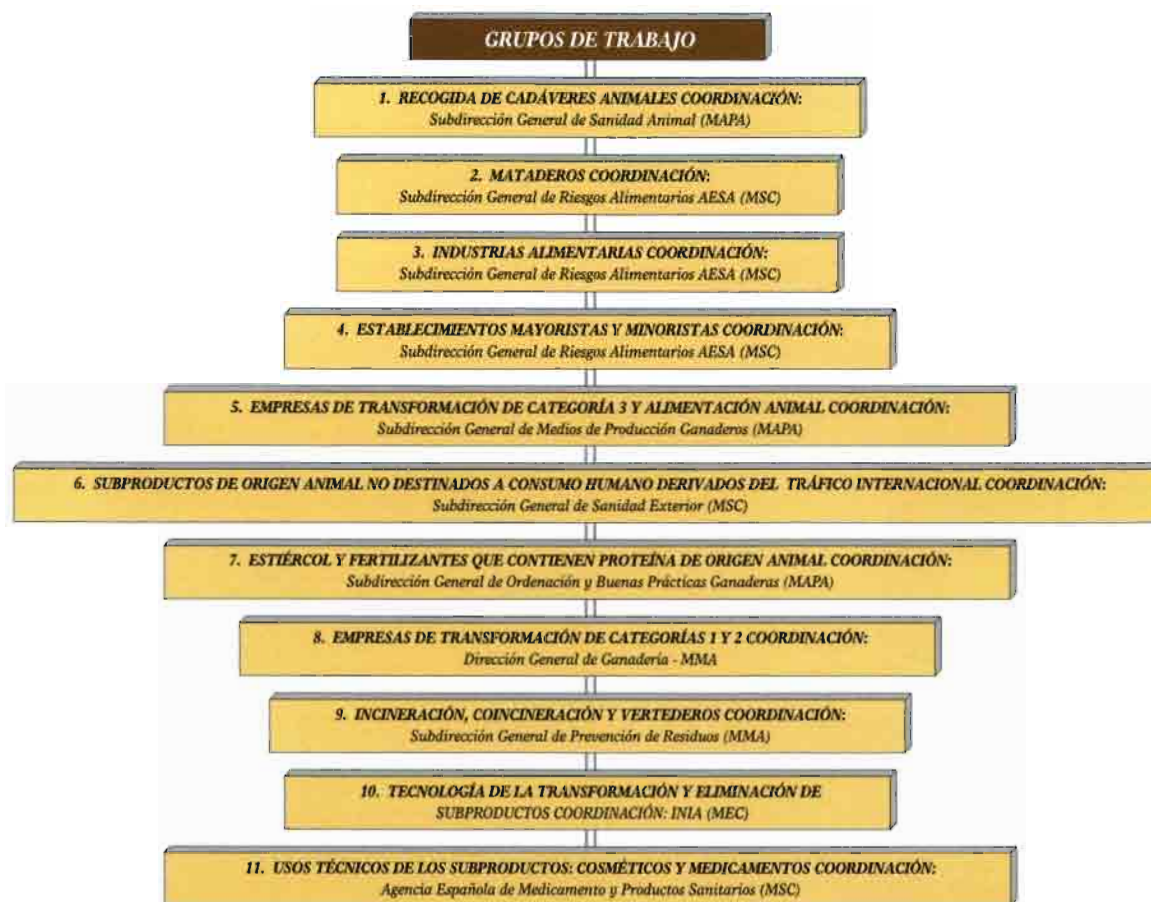 GRUPOS DE TRABAJO
1. RECOGIDA DE CADÁVERES ANIMALES COORDINACIÓN:
Subdirección General de Sanidad Animal (MAPA)
2. MATADEROS COORDINACIÓN:
Subdirección General de Riesgos Alimentarios AESA (MSC)
3. INDUSTRIAS ALIMENTARIAS COORDINACIÓN:
Subdirección General de Riesgos Alimentarios AESA (MSC)
4. ESTABLECIMIENTOS MAYORISTAS Y MINORISTAS COORDINACIÓN:
Subdirección General de Riesgos Alimentarios AESA (MSC)
5. EMPRESAS DE TRANSFORMACIÓN DE CATEGORÍA 3 Y ALIMENTACIÓN ANIMAL COORDINACIÓN:
Subdirección General de Medios de Producción Ganaderos (MAPA)
6. SUBPRODUCTOS DE ORIGEN ANIMAL NO DESTINADOS A CONSUMO HUMANO DERIVADOS DEL TRÁFICO INTERNACIONAL COORDINACIÓN:
Subdirección General de Sanidad Exterior (MSC)
7. ESTIÉRCOL Y FERTILIZANTES QUE CONTIENEN PROTEÍNA DE ORIGEN ANIMAL COORDINACIÓN:
Subdirección General de Ordenación y Buenas Prácticas Ganaderas (MAPA)
8. EMPRESAS DE TRANSFORMACIÓN DE CATEGORÍAS 1 Y 2 COORDINACIÓN:
Dirección General de Ganadería - MMA
9. INCINERACIÓN, COINCINERACIÓN Y VERTEDEROS COORDINACIÓN:
Subdirección General de Prevención de Residuos (MMA)
10. TECNOLOGÍA DE LA TRANSFORMACIÓN Y ELIMINACIÓN DE
SUBPRODUCTOS COORDINACIÓN: INIA (MEC)
11. USOS TÉCNICOS DE LOS SUBPRODUCTOS: COSMÉTICOS Y MEDICAMENTOS COORDINACIÓN:
Agencia Española de Medicamento y Productos Sanitarios (MSC)